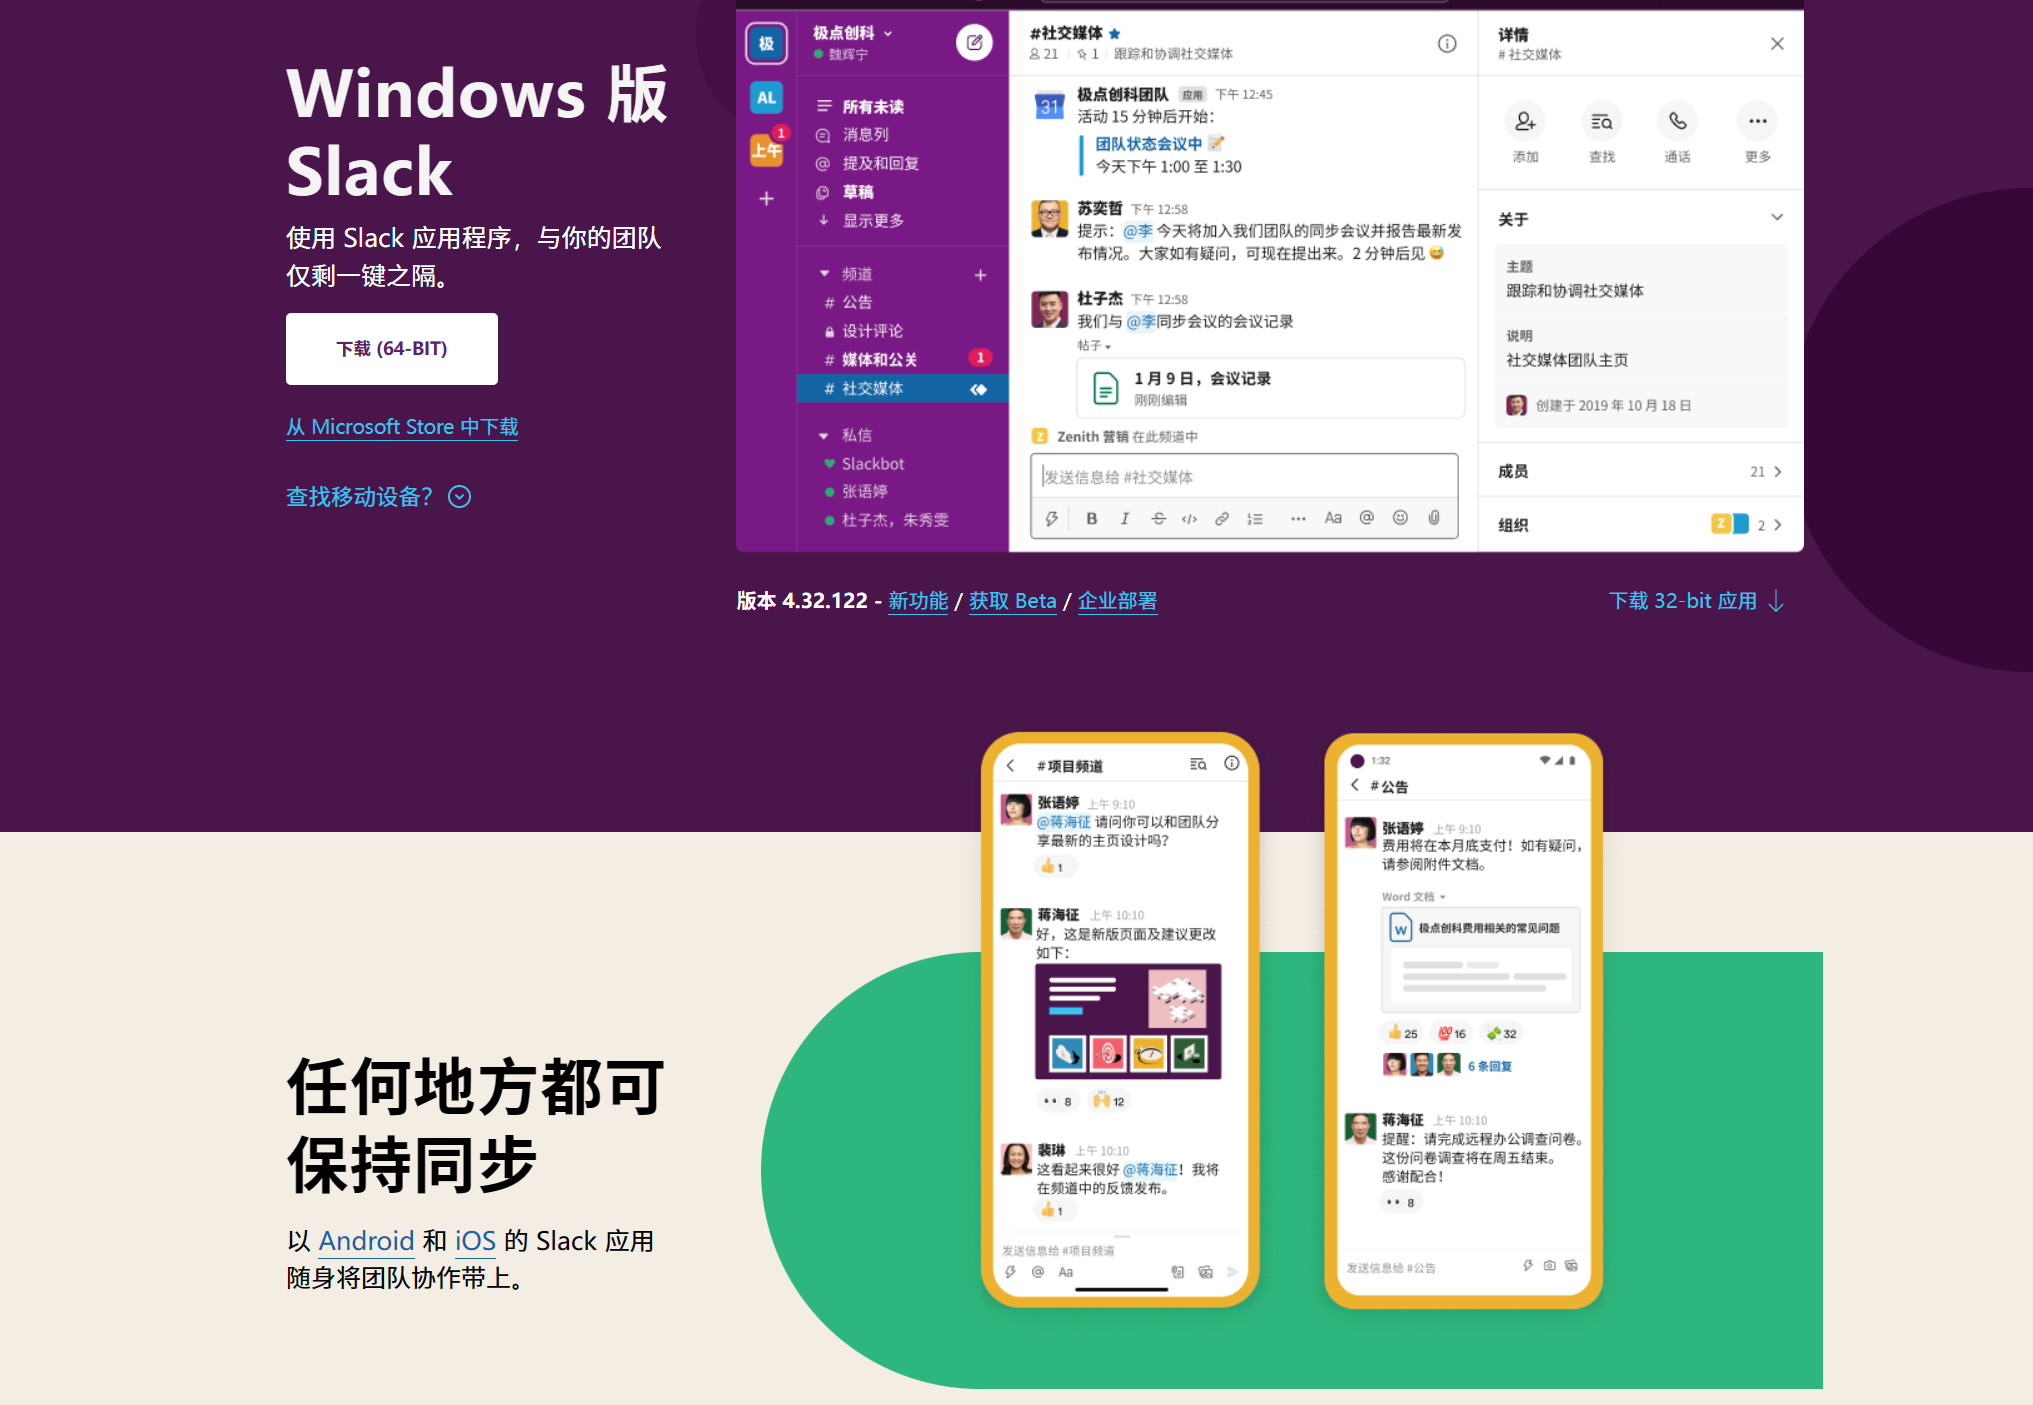 Windows 版
Slack
使用 Slack 应用程序，与你的团队
仅剩一键之隔。
下载 (64-BIT)
从 Microsoft Store 中下载
查找移动设备？
极
AL
上午
1
极点创科
魏辉宁
所有未读
消息列
提及和回复
草稿
显示更多
频道
# 公告
设计评论
# 媒体和公关 1
# 社交媒体
私信
Slackbot
张语婷
杜子杰，朱秀雯
#社交媒体
21 1 跟踪和协调社交媒体
31
极点创科团队 应用 下午 12:45
活动 15 分钟后开始：
团队状态会议中
今天下午 1:00 至 1:30
苏奕哲 下午 12:58
提示：@李 今天将加入我们团队的同步会议并报告最新发
布情况。大家如有疑问，可现在提出来。2 分钟后见
杜子杰 下午 12:58
我们与 @李同步会议的会议记录
帖子
1 月 9 日，会议记录
刚刚编辑
Z Zenith 营销 在此频道中
发送信息给 #社交媒体
B I S </> Aa @
详情
# 社交媒体
添加 查找 通话 更多
关于
主题
跟踪和协调社交媒体
说明
社交媒体团队主页
创建于 2019 年 10 月 18 日
成员 21
组织 Z 2
版本 4.32.122 - 新功能 / 获取 Beta / 企业部署
下载 32-bit 应用
任何地方都可
保持同步
以 Android 和 iOS 的 Slack 应用
随身将团队协作带上。
#项目频道
张语婷 上午 9:10
@蒋海征 请问你可以和团队分
享最新的主页设计吗？
1
蒋海征 上午 10:10
好，这是新版页面及建议更改
如下：
8 12
裴琳 上午 10:10
这看起来很好 @蒋海征！我将
在频道中的反馈发布。
1
发送信息给 #项目频道
@ Aa
1:32
#公告
张语婷 上午 9:10
费用将在本月底支付！如有疑问，
请参阅附件文档。
Word 文档
W 极点创科费用相关的常见问题
25 16 32
6 条回复
蒋海征 上午 10:10
提醒：请完成远程办公调查问卷。
这份问卷调查将在周五结束。
感谢配合！
8
发送信息给 #公告